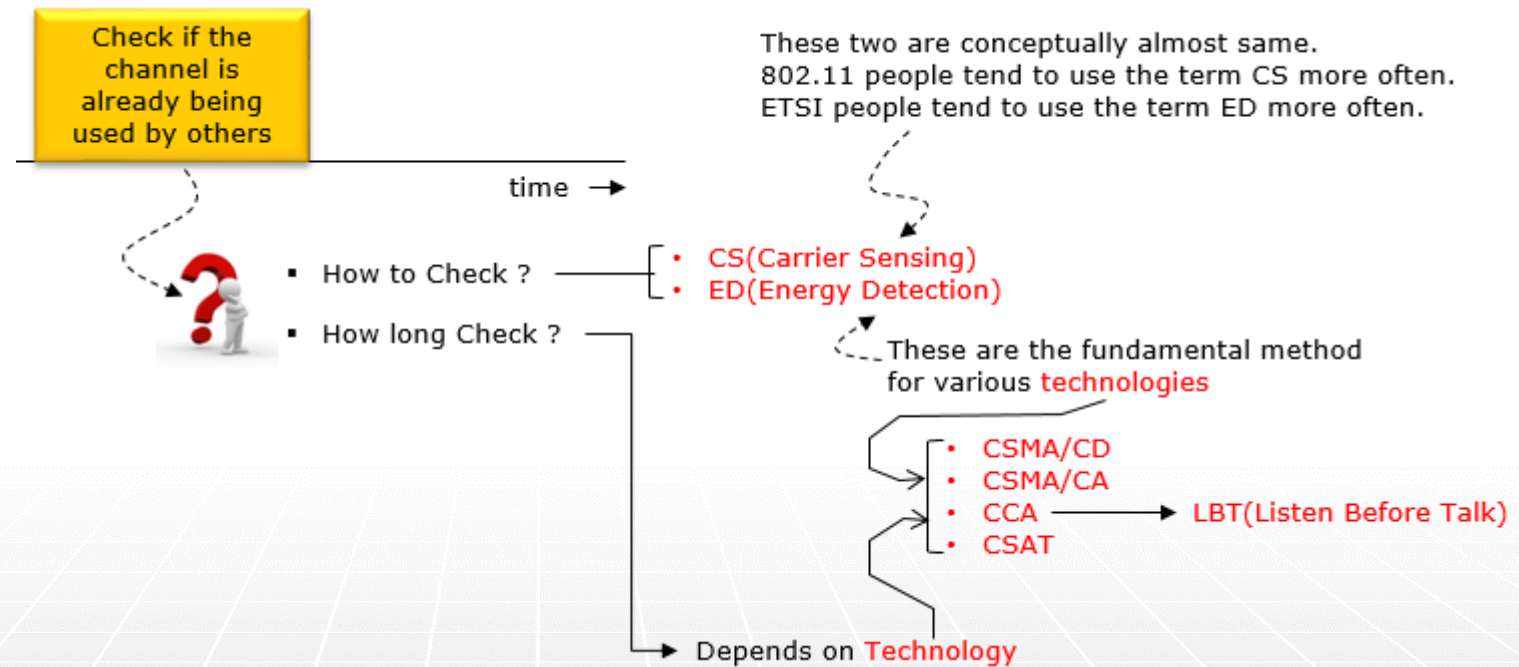 Check if the
channel is
already being
used by others
These two are conceptually almost same.
802.11 people tend to use the term CS more often.
ETSI people tend to use the term ED more often.
time
▪ How to Check ?
• CS(Carrier Sensing)
• ED(Energy Detection)
▪ How long Check ?
These are the fundamental method
for various technologies
• CSMA/CD
• CSMA/CA
• CCA
LBT(Listen Before Talk)
• CSAT
Depends on Technology